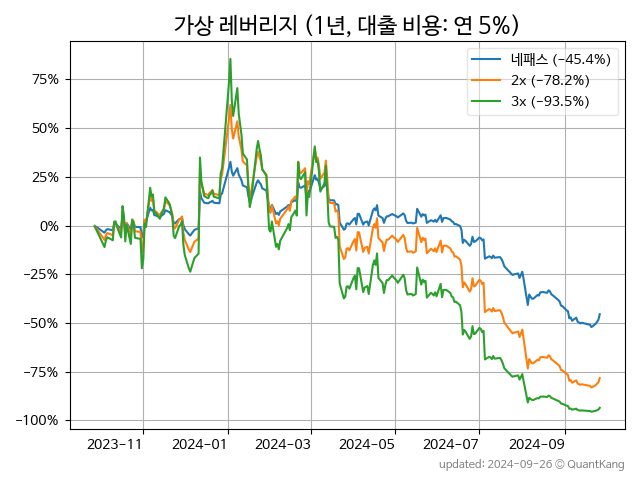 가상 레버리지 (1년, 대출 비용: 연 5%)
네패스 (−45.4%)
2x (−78.2%)
3x (−93.5%)
75%
50%
25%
0%
−25%
−50%
−75%
−100%
2023-11 2024-01 2024-03 2024-05 2024-07 2024-09
updated: 2024-09-26 © QuantKang